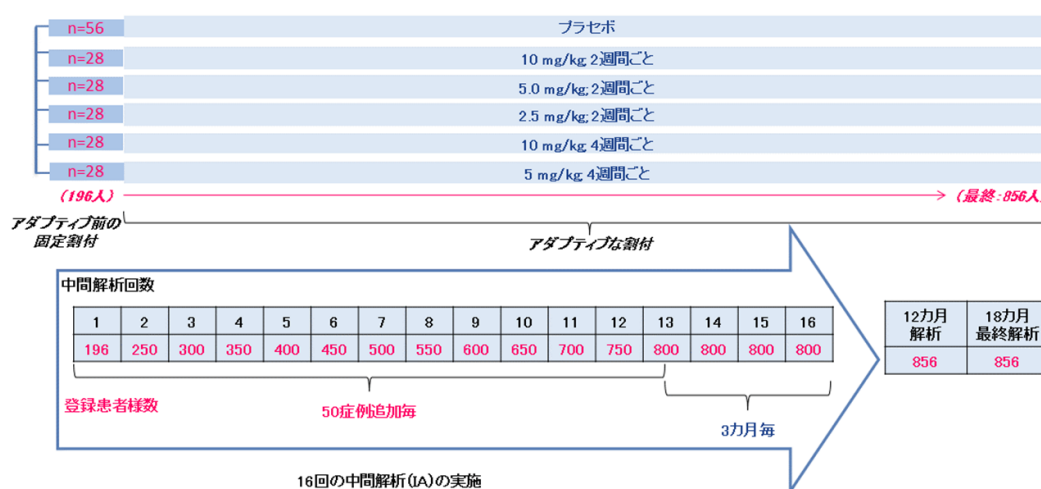 n=56 プラセボ
n=28 10 mg/kg; 2週間ごと
n=28 5.0 mg/kg; 2週間ごと
n=28 2.5 mg/kg; 2週間ごと
n=28 10 mg/kg; 4週間ごと
n=28 5 mg/kg; 4週間ごと
(196人) (最終:856人)
アダプティブ前の
固定割付
アダプティブな割付
中間解析回数
1 2 3 4 5 6 7 8 9 10 11 12 13 14 15 16
196 250 300 350 400 450 500 550 600 650 700 750 800 800 800 800
12カ月
解析
18カ月
最終解析
856 856
登録患者様数
50症例追加毎
3カ月毎
16回の中間解析(IA)の実施